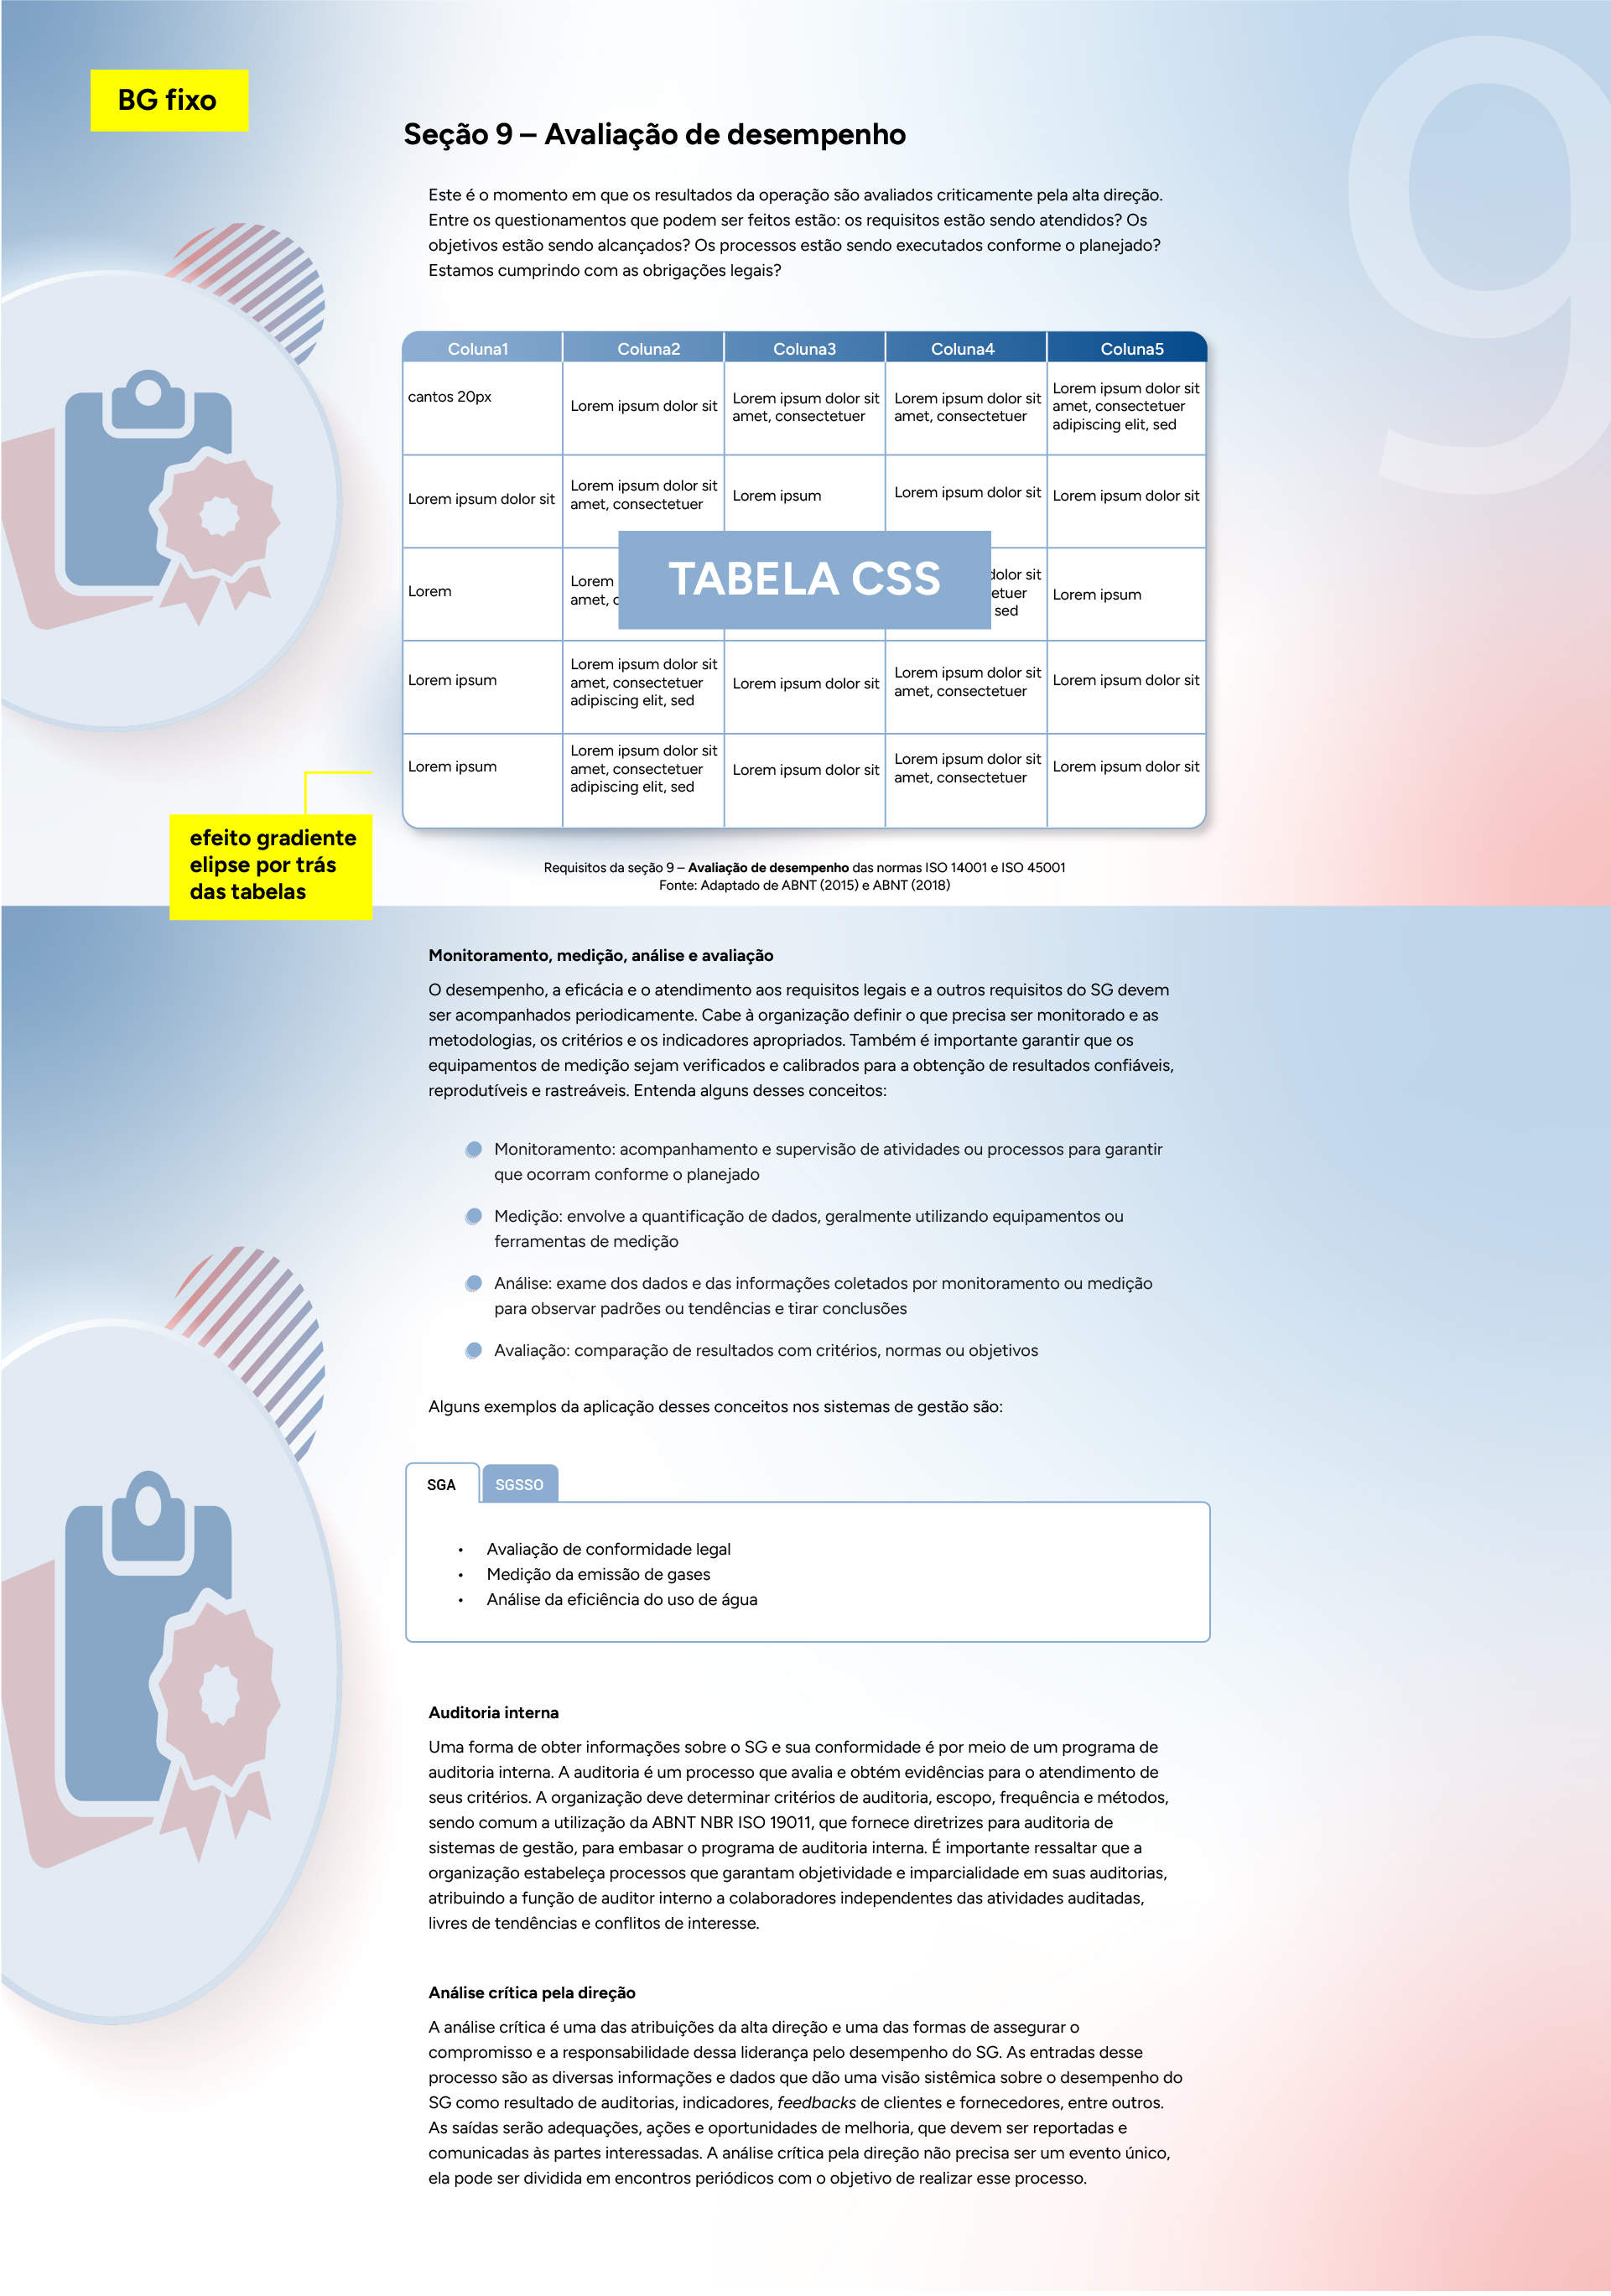 BG fixo
9
Seção 9 – Avaliação de desempenho
Este é o momento em que os resultados da operação são avaliados criticamente pela alta direção.
Entre os questionamentos que podem ser feitos estão: os requisitos estão sendo atendidos? Os
objetivos estão sendo alcançados? Os processos estão sendo executados conforme o planejado?
Estamos cumprindo com as obrigações legais?
Coluna1 Coluna2 Coluna3 Coluna4 Coluna5
cantos 20px
Lorem ipsum dolor sit
Lorem ipsum dolor sit
amet, consectetuer
Lorem ipsum dolor sit
amet, consectetuer
Lorem ipsum dolor sit
amet, consectetuer
adipiscing elit, sed
Lorem ipsum dolor sit
Lorem ipsum dolor sit
amet, consectetuer
Lorem ipsum
Lorem ipsum dolor sit
Lorem ipsum dolor sit
Lorem
Lorem
amet,
TABELA CSS
dolor sit
sed
Lorem ipsum
Lorem ipsum
Lorem ipsum dolor sit
amet, consectetuer
adipiscing elit, sed
Lorem ipsum dolor sit
Lorem ipsum dolor sit
amet, consectetuer
Lorem ipsum dolor sit
Lorem ipsum
Lorem ipsum dolor sit
amet, consectetuer
adipiscing elit, sed
Lorem ipsum dolor sit
Lorem ipsum dolor sit
amet, consectetuer
Lorem ipsum dolor sit
efeito gradiente
elipse por trás
das tabelas
Requisitos da seção 9 – Avaliação de desempenho das normas ISO 14001 e ISO 45001
Fonte: Adaptado de ABNT (2015) e ABNT (2018)
Monitoramento, medição, análise e avaliação
O desempenho, a eficácia e o atendimento aos requisitos legais e a outros requisitos do SG devem
ser acompanhados periodicamente. Cabe à organização definir o que precisa ser monitorado e as
metodologias, os critérios e os indicadores apropriados. Também é importante garantir que os
equipamentos de medição sejam verificados e calibrados para a obtenção de resultados confiáveis,
reprodutíveis e rastreáveis. Entenda alguns desses conceitos:
Monitoramento: acompanhamento e supervisão de atividades ou processos para garantir
que ocorram conforme o planejado
Medição: envolve a quantificação de dados, geralmente utilizando equipamentos ou
ferramentas de medição
Análise: exame dos dados e das informações coletados por monitoramento ou medição
para observar padrões ou tendências e tirar conclusões
Avaliação: comparação de resultados com critérios, normas ou objetivos
Alguns exemplos da aplicação desses conceitos nos sistemas de gestão são:
SGA SGSSO
• Avaliação de conformidade legal
• Medição da emissão de gases
• Análise da eficiência do uso de água
Auditoria interna
Uma forma de obter informações sobre o SG e sua conformidade é por meio de um programa de
auditoria interna. A auditoria é um processo que avalia e obtém evidências para o atendimento de
seus critérios. A organização deve determinar critérios de auditoria, escopo, frequência e métodos,
sendo comum a utilização da ABNT NBR ISO 19011, que fornece diretrizes para auditoria de
sistemas de gestão, para embasar o programa de auditoria interna. É importante ressaltar que a
organização estabeleça processos que garantam objetividade e imparcialidade em suas auditorias,
atribuindo a função de auditor interno a colaboradores independentes das atividades auditadas,
livres de tendências e conflitos de interesse.
Análise crítica pela direção
A análise crítica é uma das atribuições da alta direção e uma das formas de assegurar o
compromisso e a responsabilidade dessa liderança pelo desempenho do SG. As entradas desse
processo são as diversas informações e dados que dão uma visão sistêmica sobre o desempenho do
SG como resultado de auditorias, indicadores, feedbacks de clientes e fornecedores, entre outros.
As saídas serão adequações, ações e oportunidades de melhoria, que devem ser reportadas e
comunicadas às partes interessadas. A análise crítica pela direção não precisa ser um evento único,
ela pode ser dividida em encontros periódicos com o objetivo de realizar esse processo.